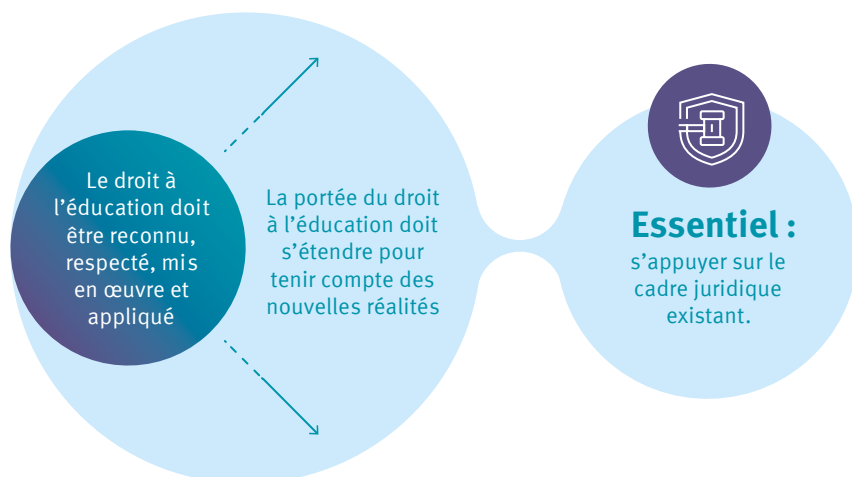 Le droit à
l’éducation doit
être reconnu,
respecté, mis
en œuvre et
appliqué
La portée du droit
à l’éducation doit
s’étendre pour
tenir compte des
nouvelles réalités
Essentiel :
s’appuyer sur le
cadre juridique
existant.